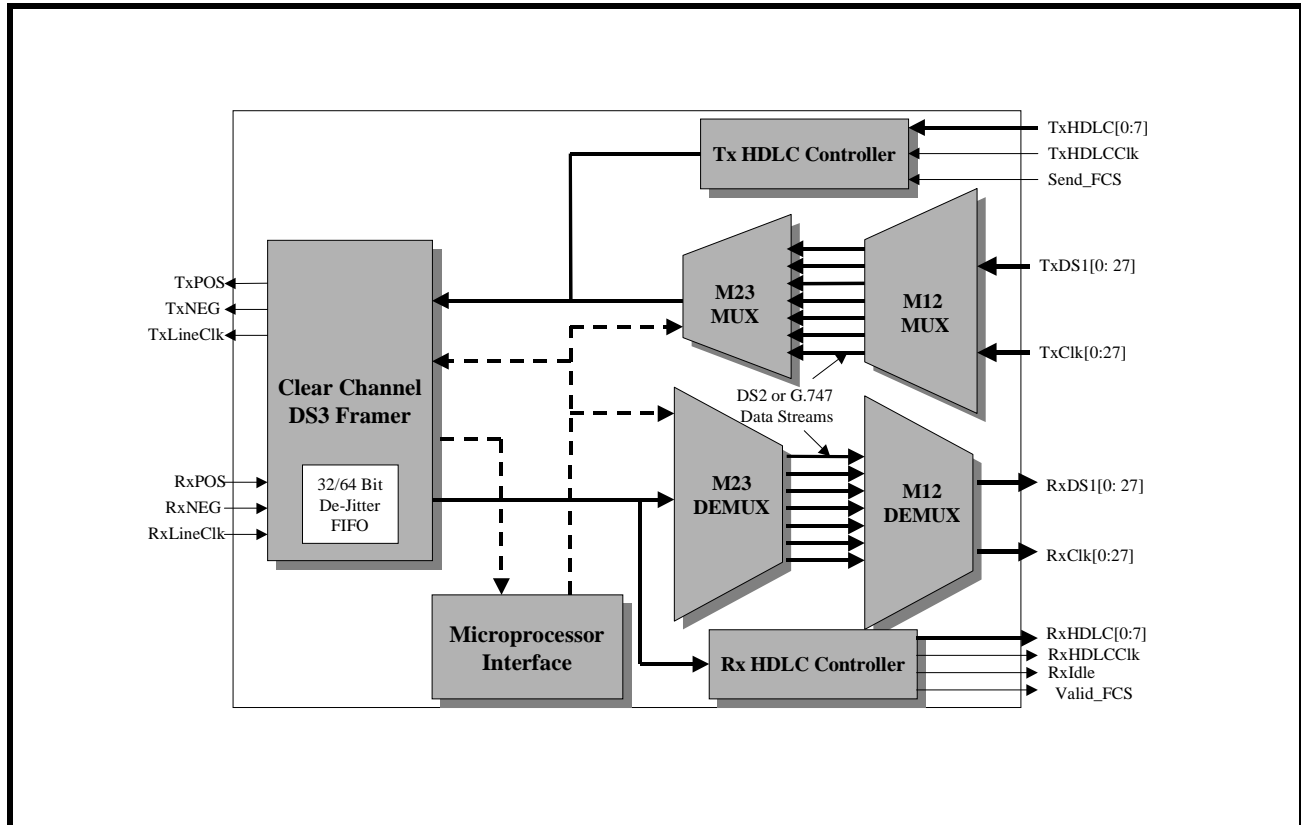 TxHDLC[0:7]
Tx HDLC Controller
TxHDLCClk
Send_FCS
TxPOS
TxNEG
TxLineClk
M23
MUX
M12
MUX
TxDS1[0: 27]
TxClk[0:27]
Clear Channel
DS3 Framer
DS2 or G.747
Data Streams
RxPOS
RxNEG
RxLineClk
32/64 Bit
De-Jitter
FIFO
M23
DEMUX
M12
DEMUX
RxDS1[0: 27]
RxClk[0:27]
Microprocessor
Interface
Rx HDLC Controller
RxHDLC[0:7]
RxHDLCClk
RxIdle
Valid_FCS